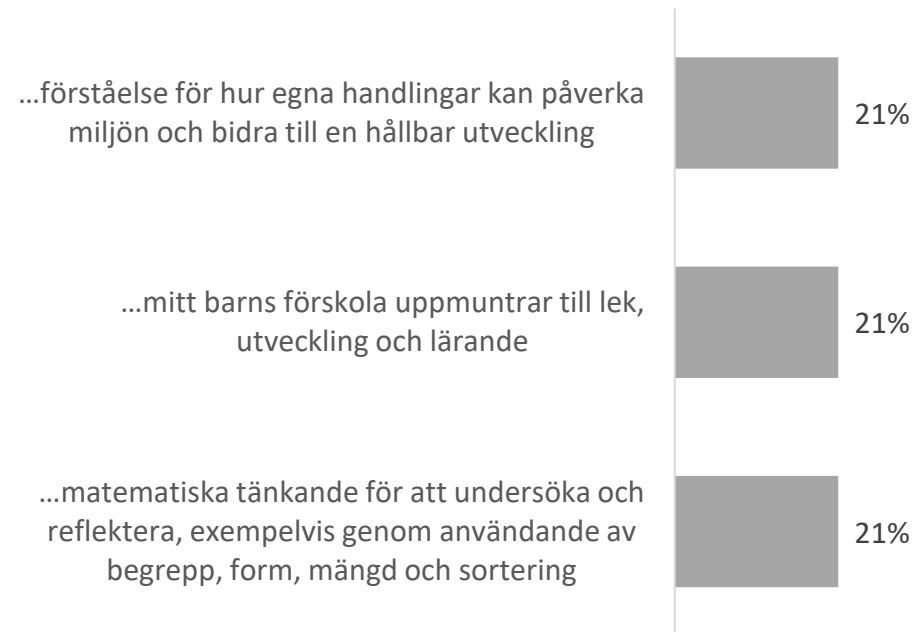 ...förståelse för hur egna handlingar kan påverka
miljön och bidra till en hållbar utveckling
21%
...mitt barns förskola uppmuntrar till lek,
utveckling och lärande
21%
...matematiska tänkande för att undersöka och
reflektera, exempelvis genom användande av
begrepp, form, mängd och sortering
21%